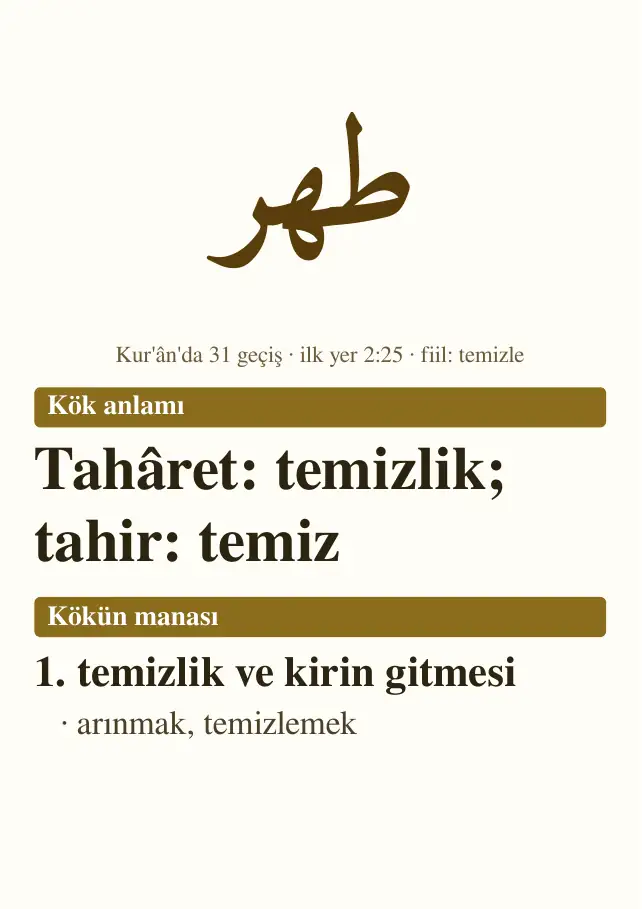 طهر
Kur'ân'da 31 geçiş · ilk yer 2:25 · fiil: temizle
Kök anlamı
Tahâret: temizlik;
tahir: temiz
Kökün manası
1. temizlik ve kirin gitmesi
· arınmak, temizlemek